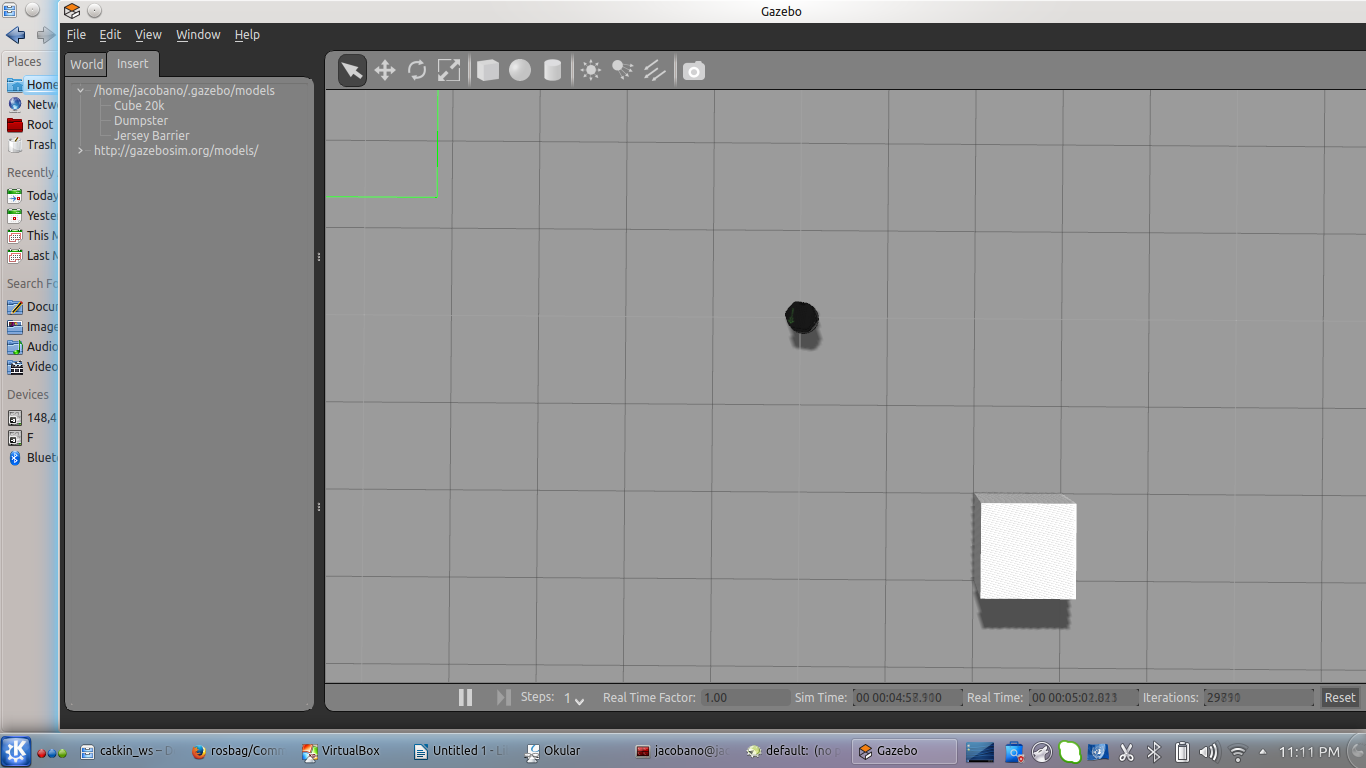 Gazebo
File Edit View Window Help
Places
Home
Netw
Root
Trash
Recently
Today
Yeste
This M
Last M
Search Fo
Docu
Image
Audio
Video
Devices
148,4
F
Bluet
World Insert
/home/jacobano/.gazebo/models
Cube 20k
Dumpster
Jersey Barrier
http://gazebosim.org/models/
Steps: 1 Real Time Factor: 1.00 Sim Time: 00 00:04:58.900 Real Time: 00 00:05:02.823 Iterations: Reset
catkin_ws – D rosbag/Comm VirtualBox Untitled 1 - L Okular jacobano@ja default: (no p Gazebo 11:11 PM